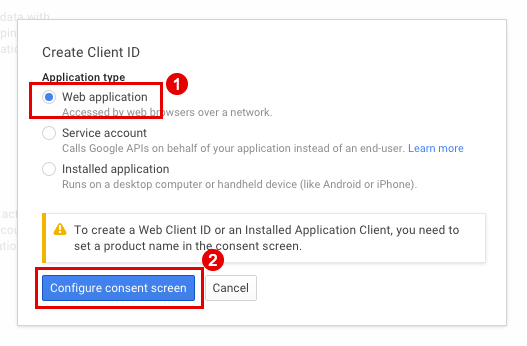 data with
Create Client ID
Application type
1
Web application
Accessed by web browsers over a network.
Service account
Calls Google APIs on behalf of your application instead of an end-user. Learn more
Installed application
Runs on a desktop computer or handheld device (like Android or iPhone).
To create a Web Client ID or an Installed Application Client, you need to
set a product name in the consent screen.
2
Configure consent screen
Cancel